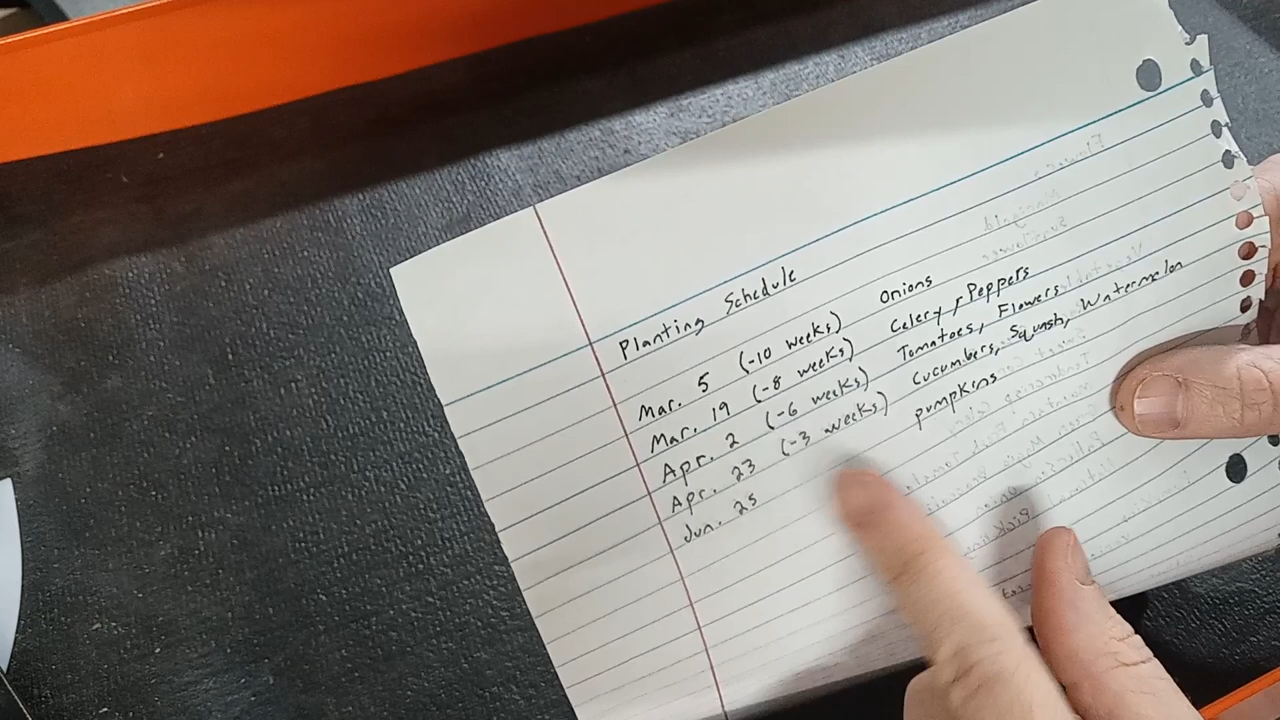 Planting Schedule
Mar. 5 (-10 weeks) Onions
Mar. 19 (-8 weeks) Celery, Peppers
Apr. 2 (-6 weeks) Tomatoes, Flowers
Apr. 23 (-3 weeks) Cucumbers, Squash, Watermelon
Jun. 25 pumpkins